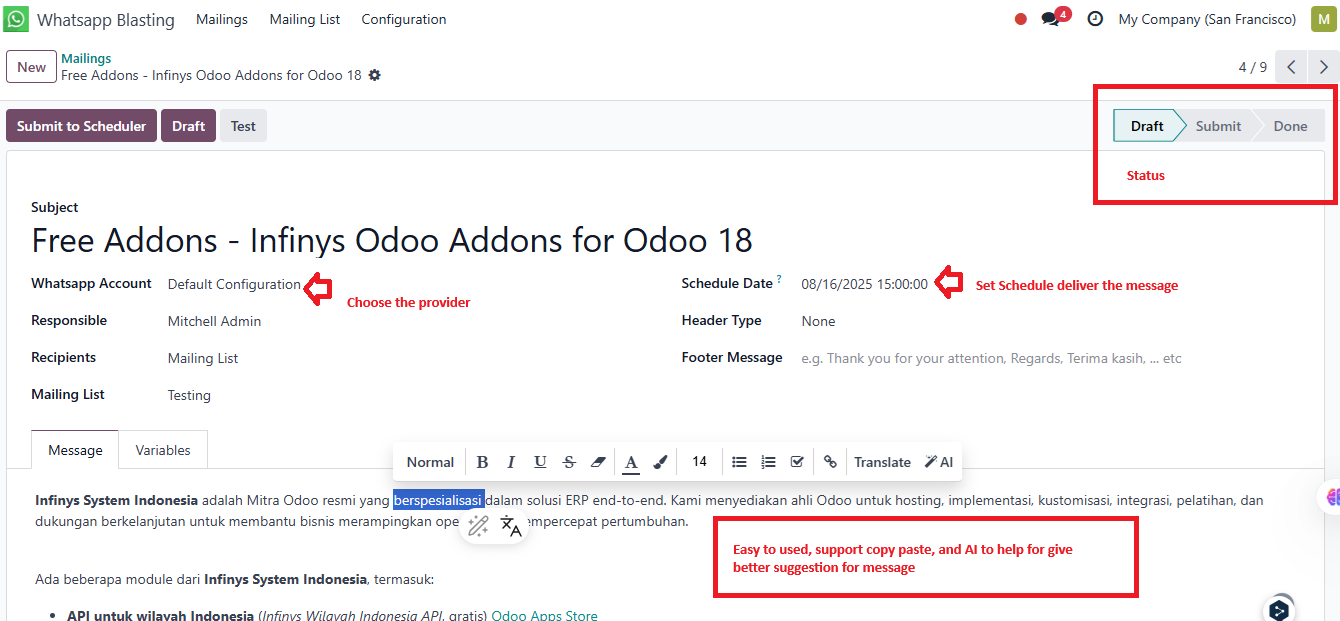 Whatsapp Blasting Mailings Mailing List Configuration 4 My Company (San Francisco) M
New Mailings
Free Addons - Infinys Odoo Addons for Odoo 18 4 / 9
Submit to Scheduler Draft Test Draft Submit Done
Status
Subject
Free Addons - Infinys Odoo Addons for Odoo 18
Whatsapp Account Default Configuration Schedule Date ? 08/16/2025 15:00:00 Set Schedule deliver the message
Choose the provider
Responsible Mitchell Admin Header Type None
Recipients Mailing List Footer Message e.g. Thank you for your attention, Regards, Terima kasih, ... etc
Mailing List Testing
Message Variables
Normal B I U S A 14 Translate AI
Infinys System Indonesia adalah Mitra Odoo resmi yang berspesialisasi dalam solusi ERP end-to-end. Kami menyediakan ahli Odoo untuk hosting, implementasi, kustomisasi, integrasi, pelatihan, dan
dukungan berkelanjutan untuk membantu bisnis merampingkan ope empercepat pertumbuhan.
Easy to used, support copy paste, and AI to help for give
better suggestion for message
Ada beberapa module dari Infinys System Indonesia, termasuk:
• API untuk wilayah Indonesia (Infinys Wilayah Indonesia API, gratis) Odoo Apps Store